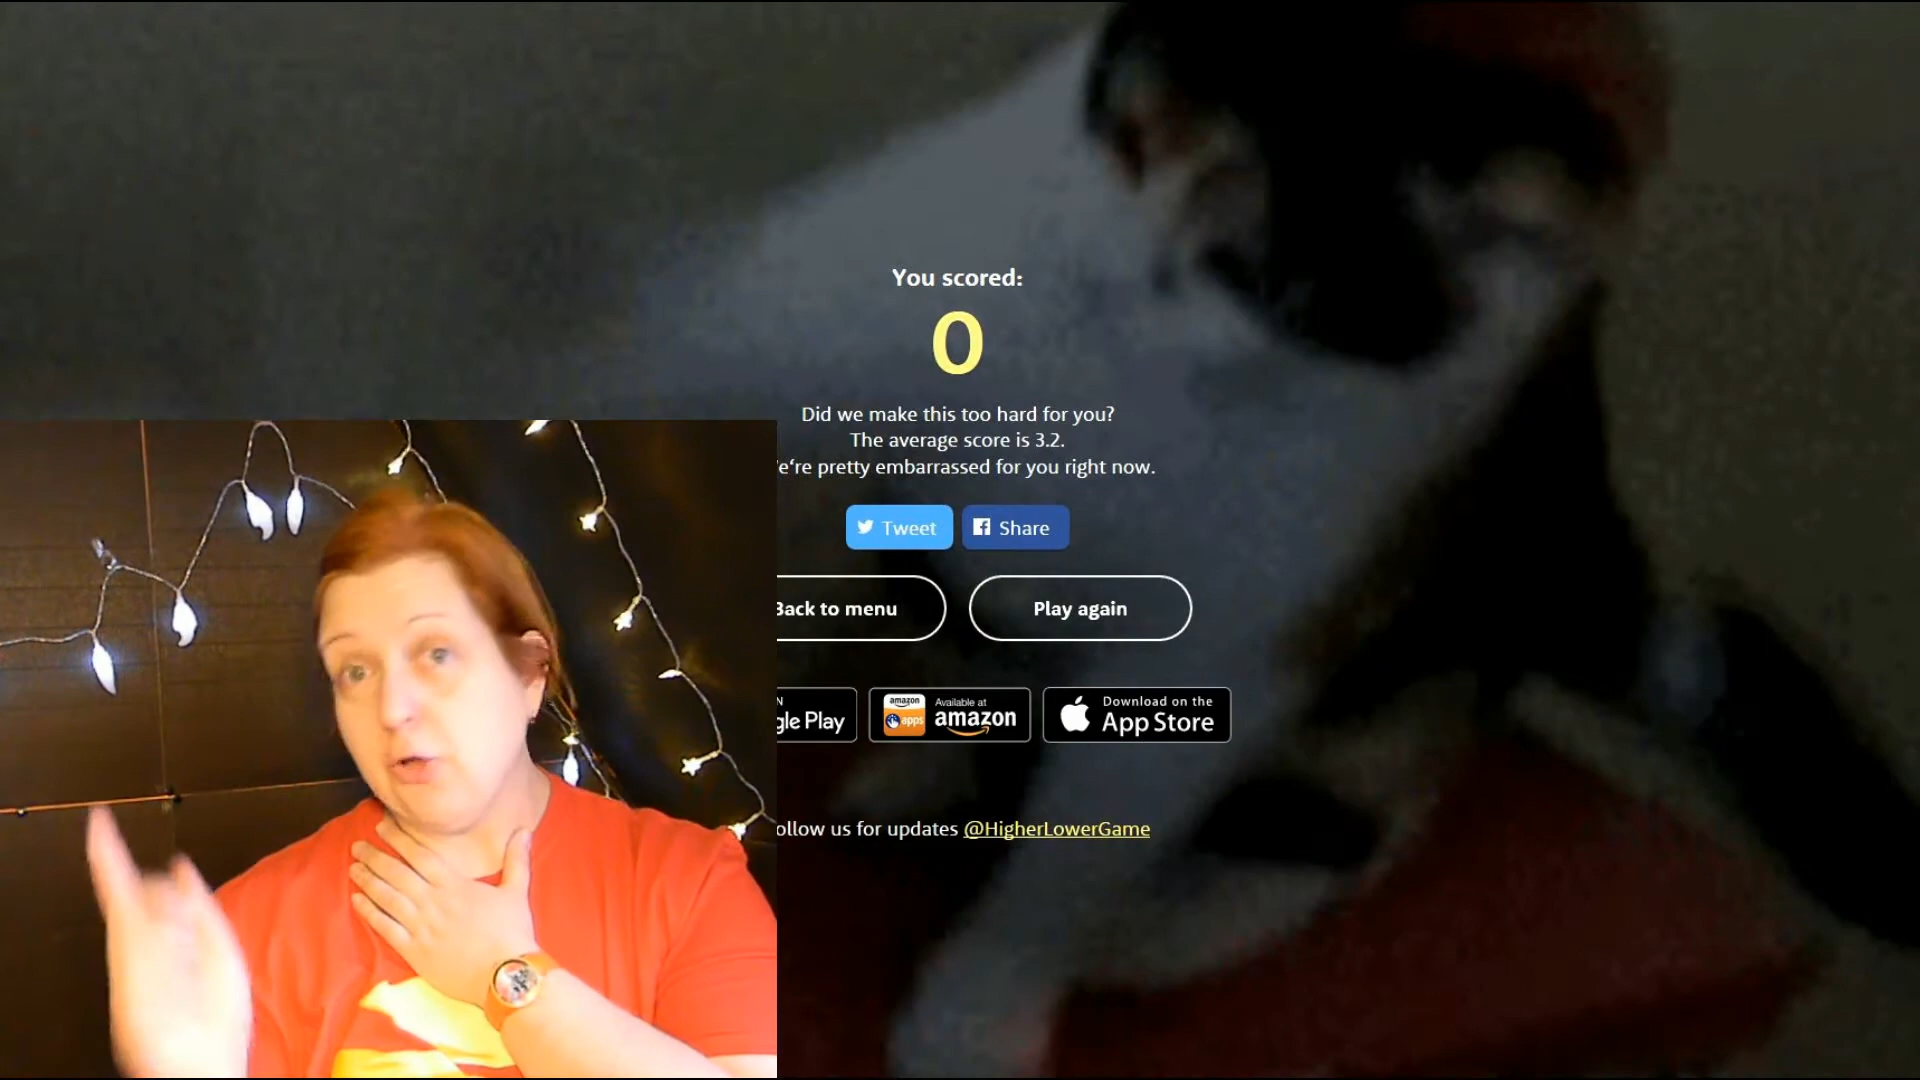 You scored:
0
Did we make this too hard for you?
The average score is 3.2.
e're pretty embarrassed for you right now.
Tweet
Share
Back to menu
Play again
N
gle Play
amazon
apps
Available at
amazon
Download on the
App Store
ollow us for updates @HigherLowerGame